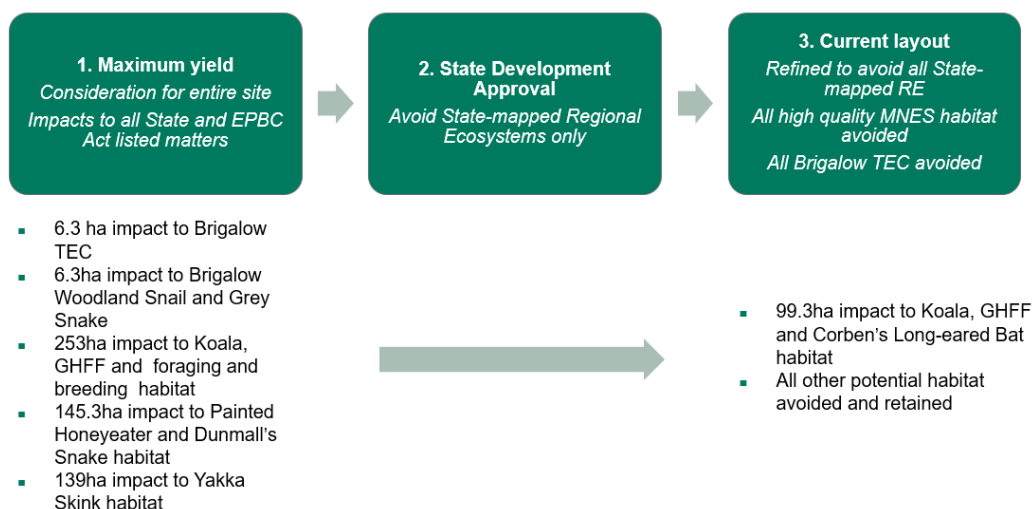 1. Maximum yield
Consideration for entire site
Impacts to all State and EPBC
Act listed matters
2. State Development
Approval
Avoid State-mapped Regional
Ecosystems only
3. Current layout
Refined to avoid all State-
mapped RE
All high quality MNES habitat
avoided
All Brigalow TEC avoided
▪ 6.3 ha impact to Brigalow
TEC
▪ 6.3ha impact to Brigalow
Woodland Snail and Grey
Snake
▪ 253ha impact to Koala,
GHFF and foraging and
breeding habitat
▪ 145.3ha impact to Painted
Honeyeater and Dunmall's
Snake habitat
▪ 139ha impact to Yakka
Skink habitat
▪ 99.3ha impact to Koala, GHFF
and Corben's Long-eared Bat
habitat
▪ All other potential habitat
avoided and retained